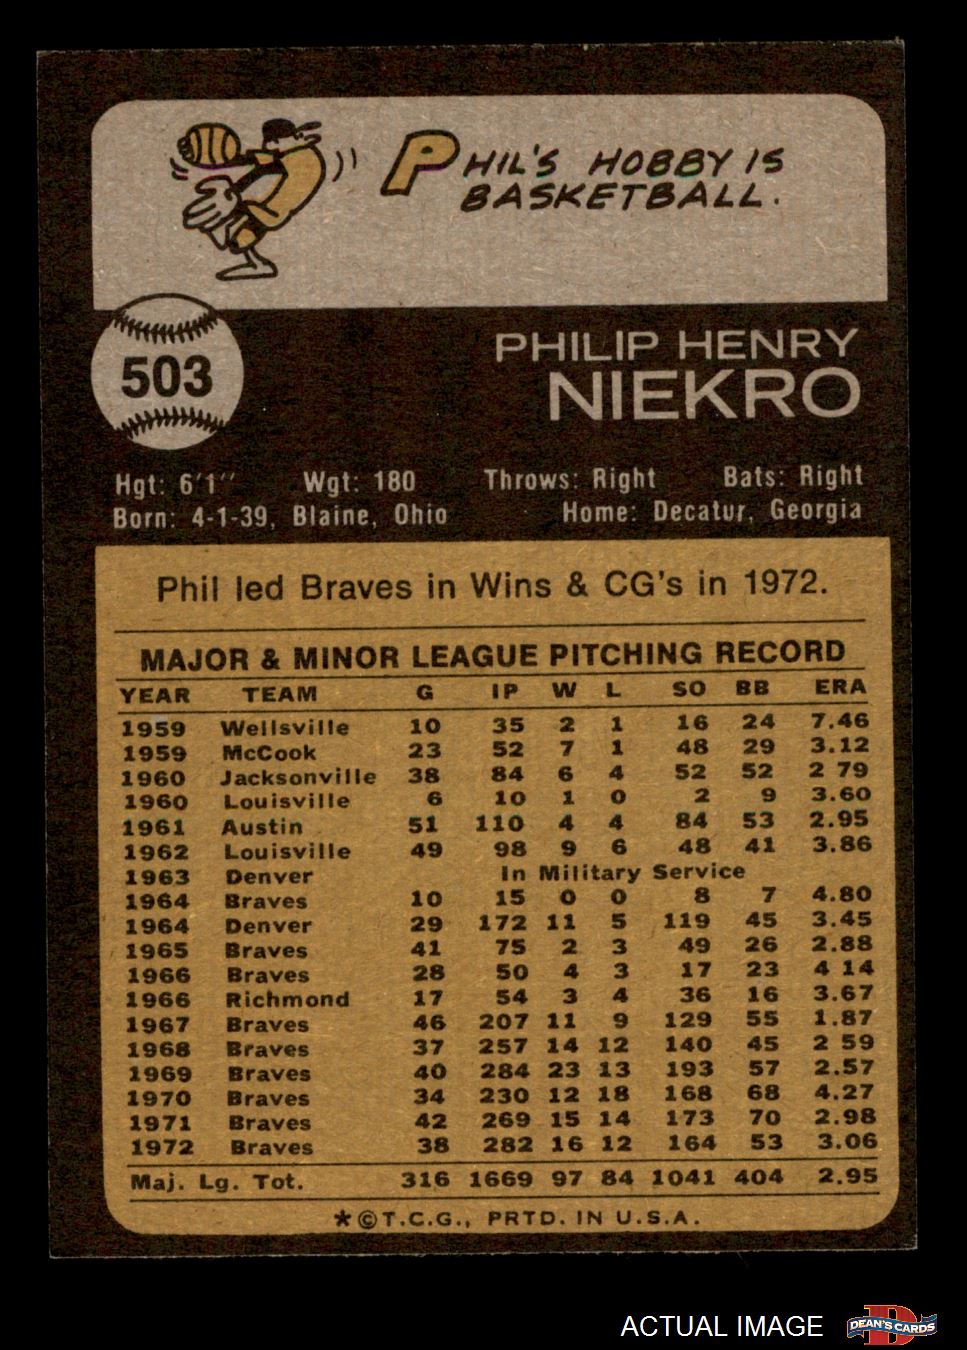 PHIL'S HOBBY IS
BASKETBALL.
503
PHILIP HENRY
NIEKRO
Hgt: 6'1'' Wgt: 180 Throws: Right Bats: Right
Born: 4-1-39, Blaine, Ohio Home: Decatur, Georgia
Phil led Braves in Wins & CG's in 1972.
MAJOR & MINOR LEAGUE PITCHING RECORD
YEAR TEAM G IP W L SO BB ERA
1959 Wellsville 10 35 2 1 16 24 7.46
1959 McCook 23 52 7 1 48 29 3.12
1960 Jacksonville 38 84 6 4 52 52 2 79
1960 Louisville 6 10 1 0 2 9 3.60
1961 Austin 51 110 4 4 84 53 2.95
1962 Louisville 49 98 9 6 48 41 3.86
1963 Denver In Military Service
1964 Braves 10 15 0 0 8 7 4.80
1964 Denver 29 172 11 5 119 45 3.45
1965 Braves 41 75 2 3 49 26 2.88
1966 Braves 28 50 4 3 17 23 4 14
1966 Richmond 17 54 3 4 36 16 3.67
1967 Braves 46 207 11 9 129 55 1.87
1968 Braves 37 257 14 12 140 45 2 59
1969 Braves 40 284 23 13 193 57 2.57
1970 Braves 34 230 12 18 168 68 4.27
1971 Braves 42 269 15 14 173 70 2.98
1972 Braves 38 282 16 12 164 53 3.06
Maj. Lg. Tot. 316 1669 97 84 1041 404 2.95
★©T.C.G., PRTD. IN U.S.A.
ACTUAL IMAGE
D
DEAN'S CARDS